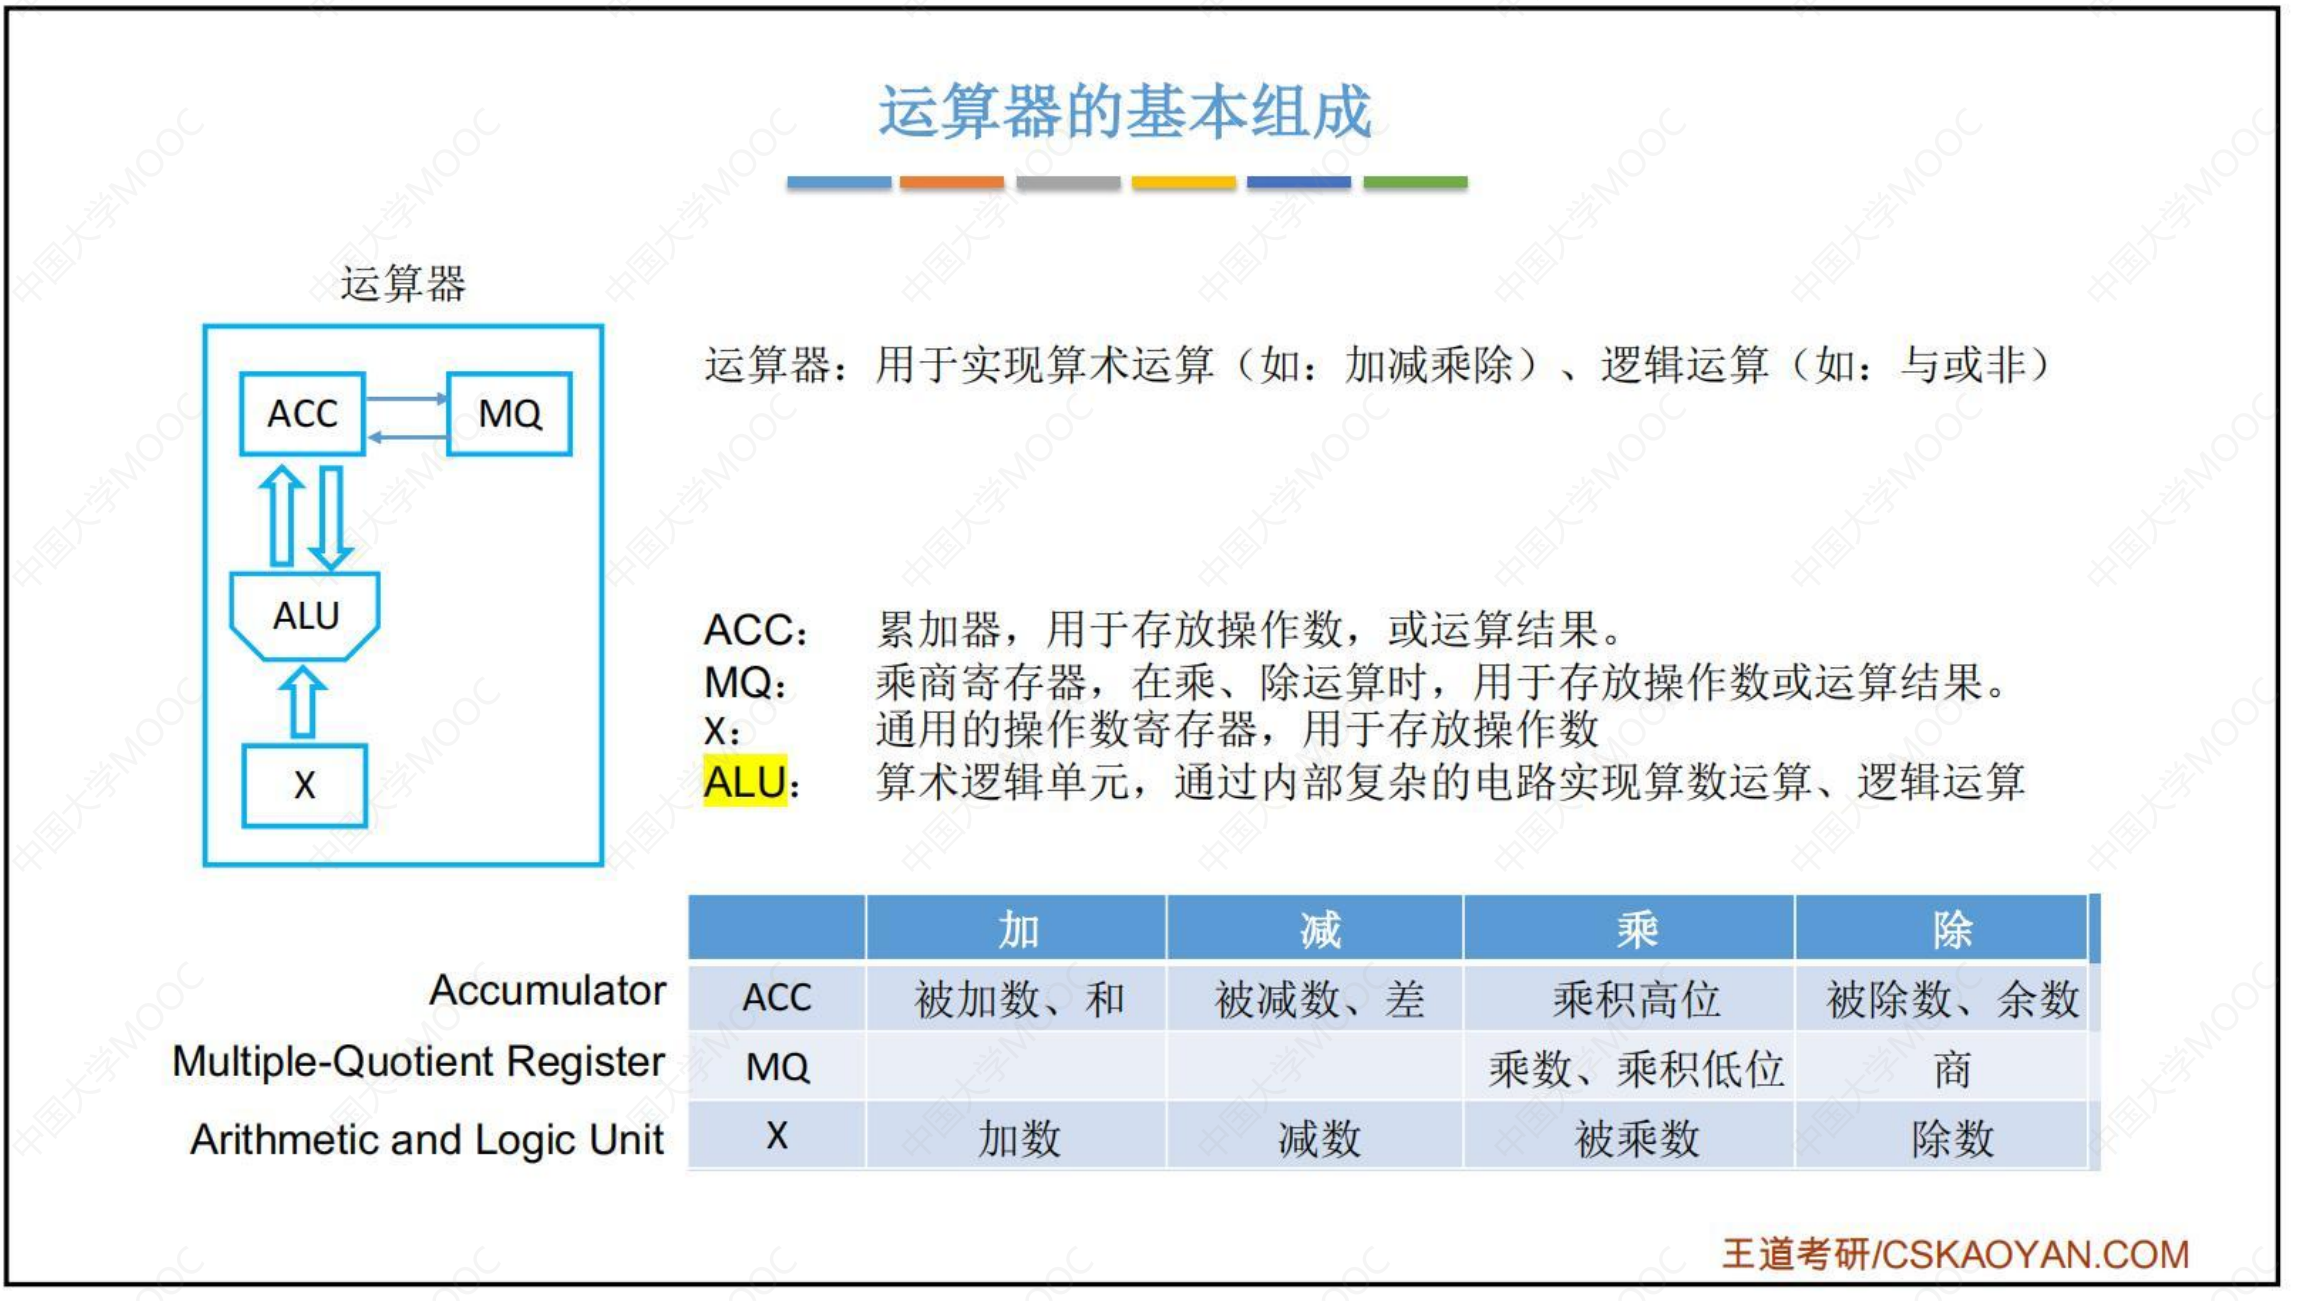 运算器的基本组成
运算器
ACC
MQ
ALU
X
运算器：用于实现算术运算（如：加减乘除）、逻辑运算（如：与或非）
ACC： 累加器，用于存放操作数，或运算结果。
MQ： 乘商寄存器，在乘、除运算时，用于存放操作数或运算结果。
X： 通用的操作数寄存器，用于存放操作数
ALU： 算术逻辑单元，通过内部复杂的电路实现算数运算、逻辑运算
加 减 乘 除
Accumulator ACC 被加数、和 被减数、差 乘积高位 被除数、余数
Multiple-Quotient Register MQ 乘数、乘积低位 商
Arithmetic and Logic Unit X 加数 减数 被乘数 除数
王道考研/CSKAOYAN.COM
中国大学MOOC